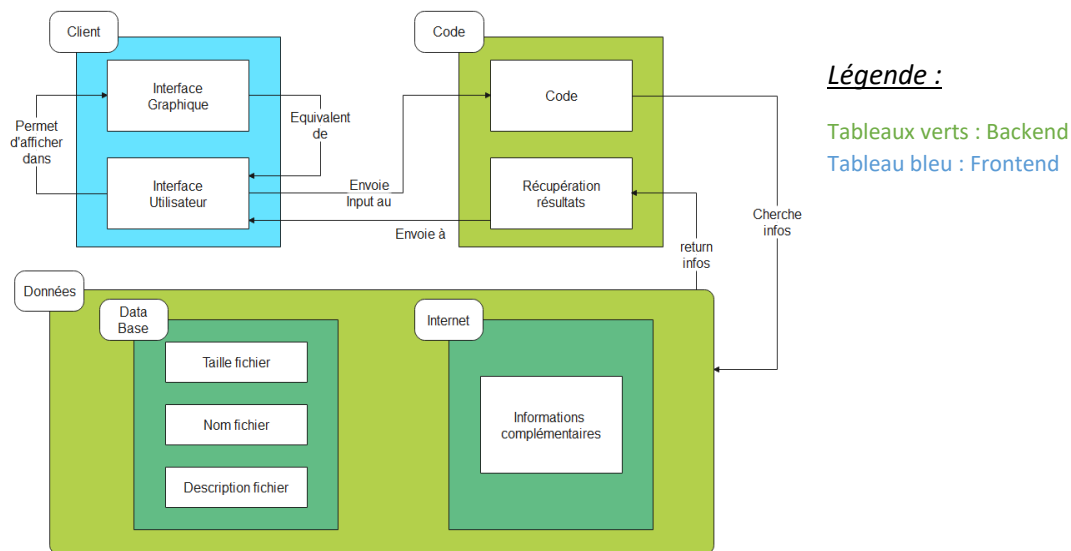 Client
Code
Interface
Graphique
Code
Légende :
Permet
d'afficher
dans
Equivalent
de
Tableaux verts : Backend
Tableau bleu : Frontend
Interface
Utilisateur
Envoie
Input au
Récupération
résultats
Envoie à
Cherche
infos
return
infos
Données
Data
Base
Internet
Taille fichier
Nom fichier
Informations
complémentaires
Description fichier